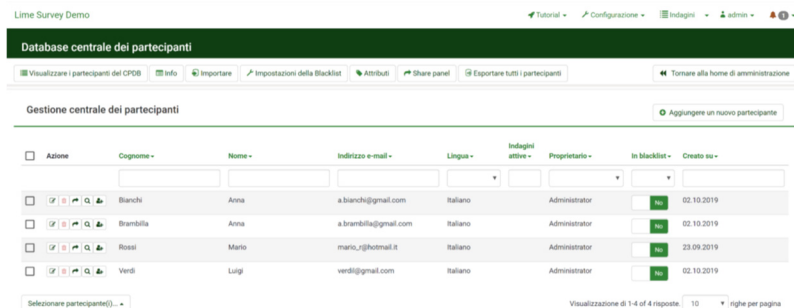 Lime Survey Demo Tutorial Configurazione Indagini admin 1
Database centrale dei partecipanti
Visualizzare i partecipanti del CPDB Info Importare Impostazioni della Blacklist Attributi Share panel Esportare tutti i partecipanti Tornare alla home di amministrazione
Gestione centrale dei partecipanti Aggiungere un nuovo partecipante
Azione Cognome Nome Indirizzo e-mail Lingua Indagini attive Proprietario In blacklist Creato su
Bianchi Anna a.bianchi@gmail.com Italiano Administrator No 02.10.2019
Brambilla Anna a.brambilla@gmail.com Italiano Administrator No 02.10.2019
Rossi Mario mario_r@hotmail.it Italiano Administrator No 23.09.2019
Verdi Luigi verdil@gmail.com Italiano Administrator No 02.10.2019
Selezionare partecipante(i)... Visualizzazione di 1-4 of 4 risposte. 10 righe per pagina